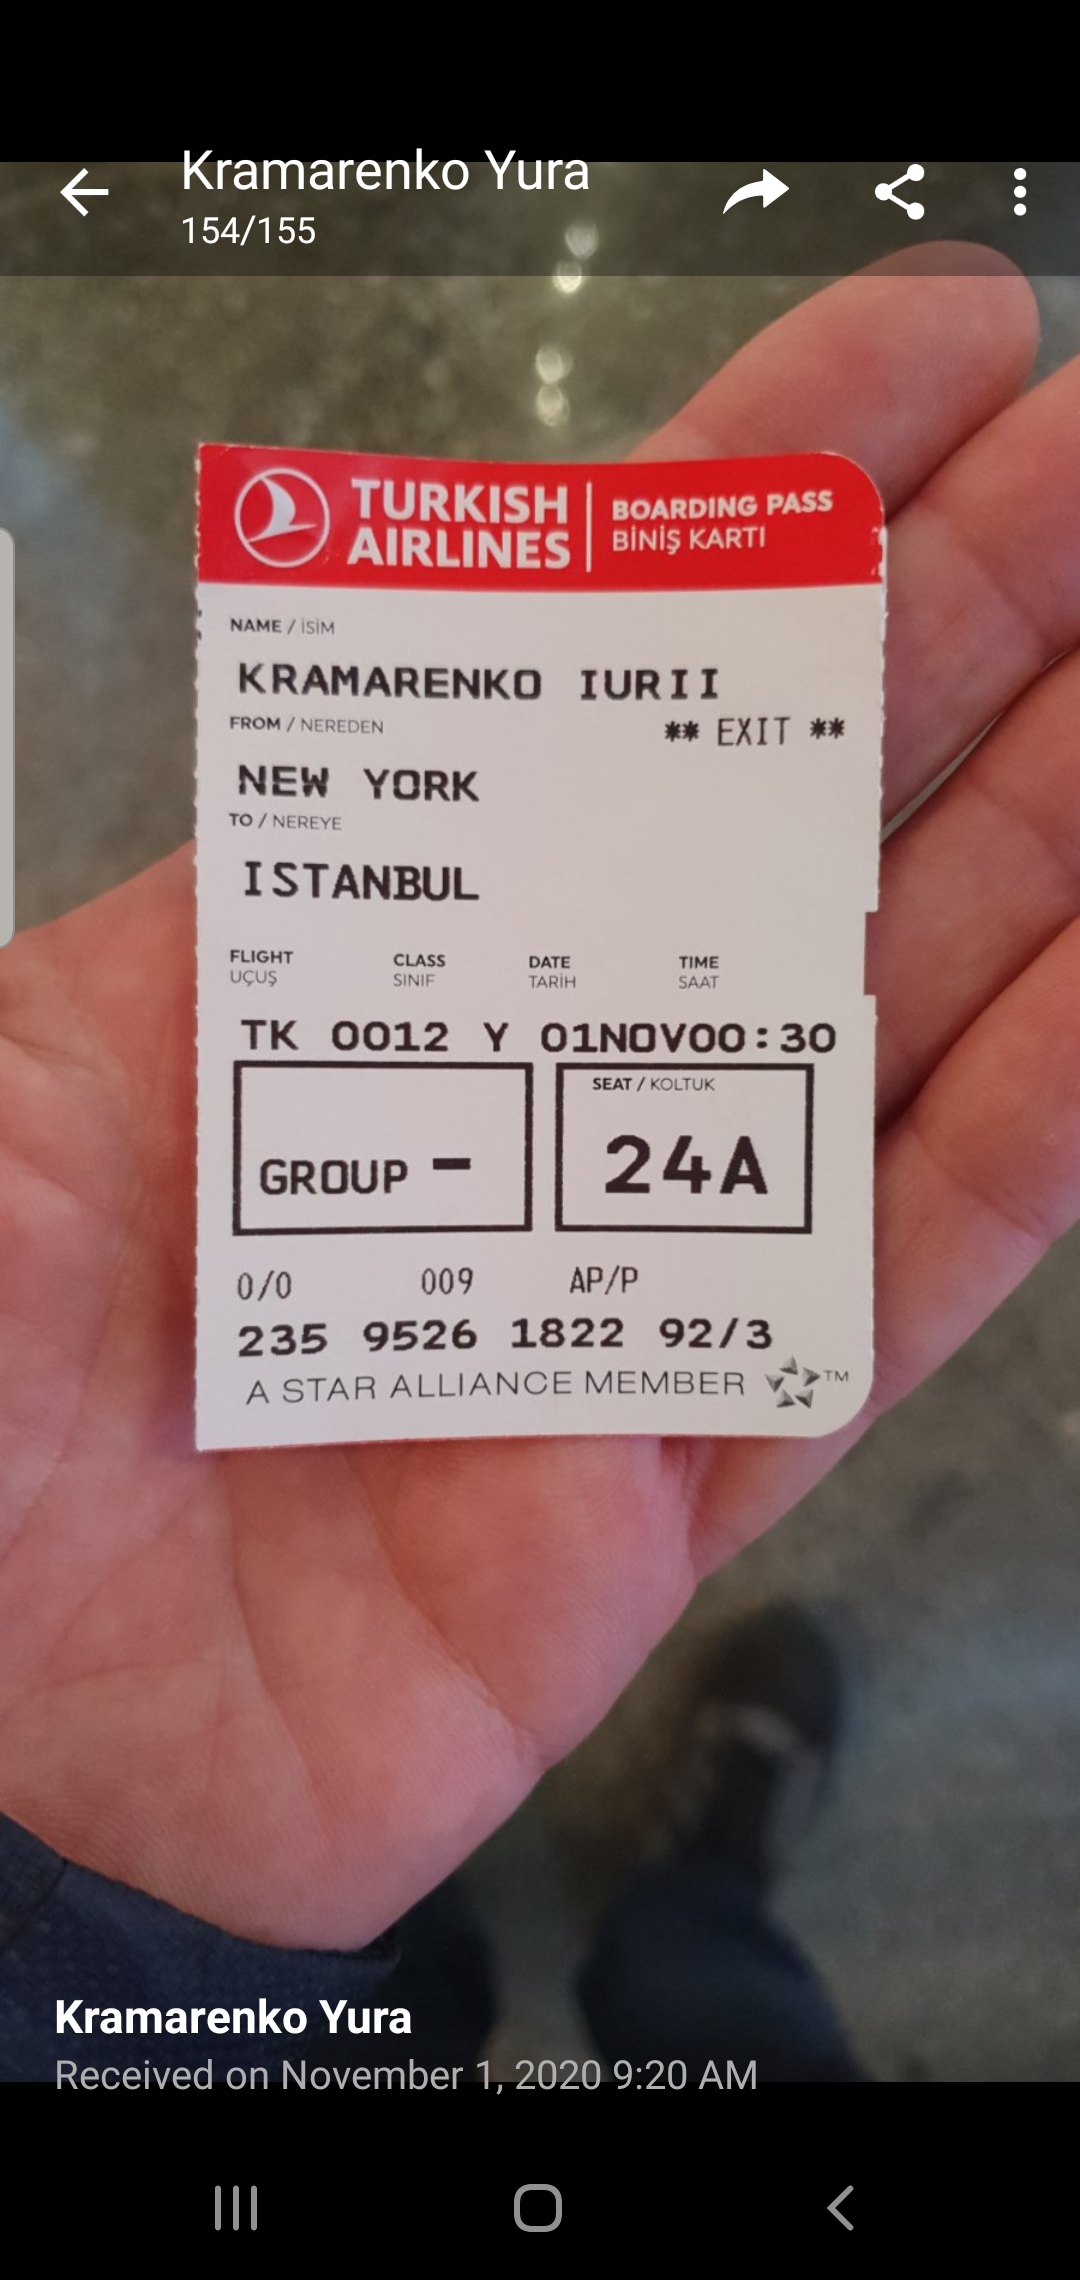 Kramarenko Yura
154/155
TURKISH AIRLINES
BOARDING PASS
BİNİŞ KARTI
NAME / İSİM
KRAMARENKO IURII
FROM / NEREDEN
** EXIT **
NEW YORK
TO / NEREYE
ISTANBUL
FLIGHT CLASS DATE TIME
UÇUŞ SINIF TARİH SAAT
TK 0012 Y 01NOV00:30
SEAT / KOLTUK
GROUP - 24A
0/0 009 AP/P
235 9526 1822 92/3
A STAR ALLIANCE MEMBER ™
Kramarenko Yura
Received on November 1, 2020 9:20 AM